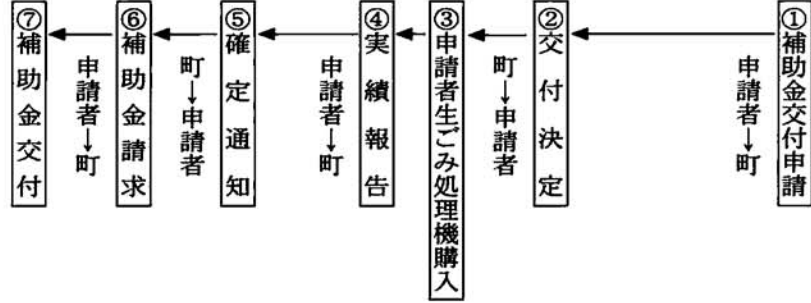 ①補助金交付申請
申請者→町
②交付決定
町→申請者
③申請者生ごみ処理機購入
④実績報告
申請者→町
⑤確定通知
町→申請者
⑥補助金請求
申請者→町
⑦補助金交付